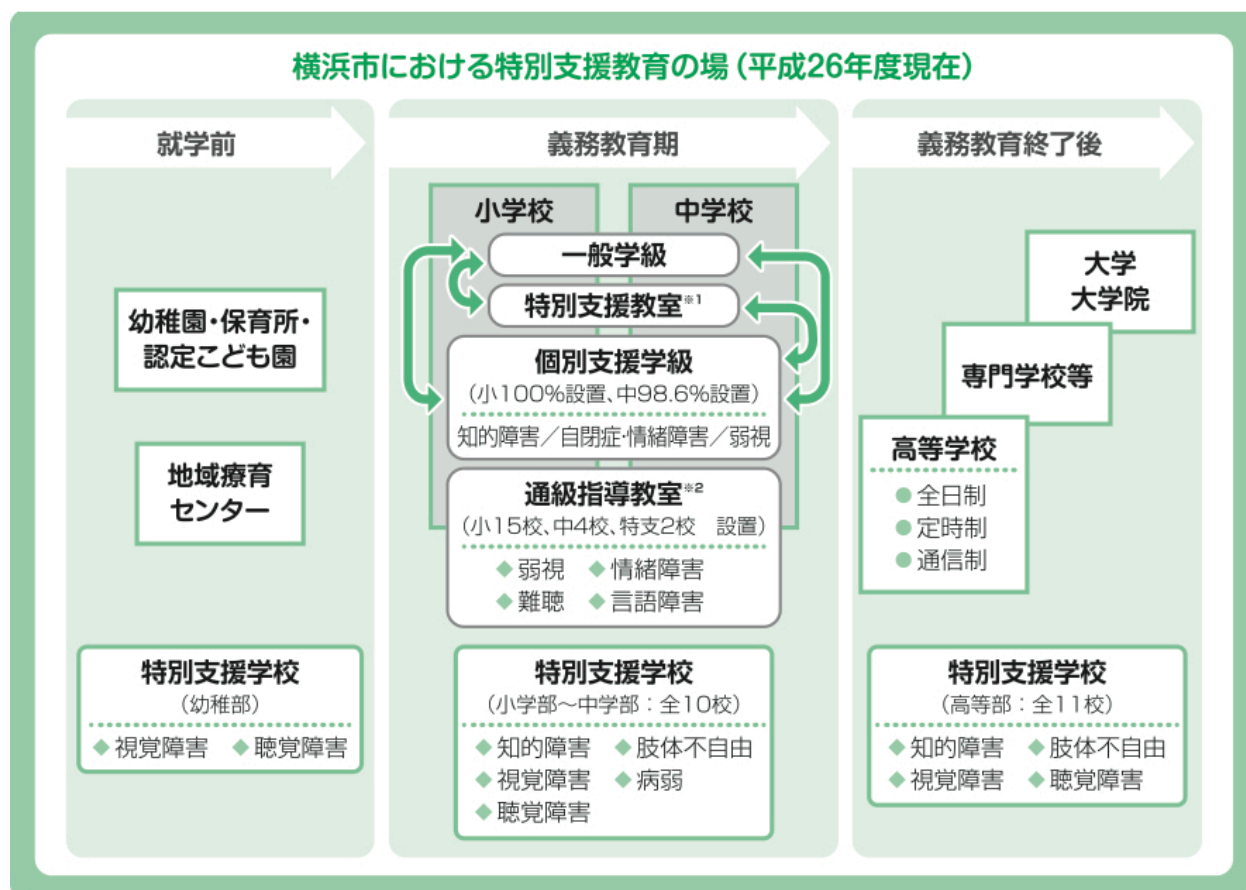 横浜市における特別支援教育の場（平成26年度現在）
就学前
幼稚園・保育所・
認定こども園
地域療育
センター
特別支援学校
（幼稚部）
◆視覚障害 ◆聴覚障害
義務教育期
小学校 中学校
一般学級
特別支援教室※1
個別支援学級
（小100%設置、中98.6%設置）
知的障害／自閉症・情緒障害／弱視
通級指導教室※2
（小15校、中4校、特支2校　設置）
◆弱視 ◆情緒障害
◆難聴 ◆言語障害
特別支援学校
（小学部～中学部：全10校）
◆知的障害 ◆肢体不自由
◆視覚障害 ◆病弱
◆聴覚障害
義務教育終了後
大学
大学院
専門学校等
高等学校
●全日制
●定時制
●通信制
特別支援学校
（高等部：全11校）
◆知的障害 ◆肢体不自由
◆視覚障害 ◆聴覚障害